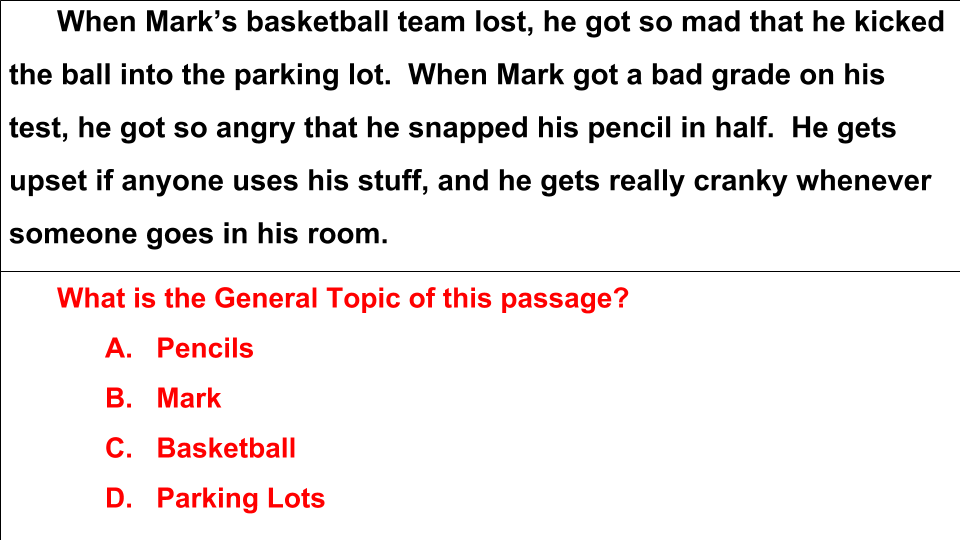 When Mark’s basketball team lost, he got so mad that he kicked
the ball into the parking lot.  When Mark got a bad grade on his
test, he got so angry that he snapped his pencil in half.  He gets
upset if anyone uses his stuff, and he gets really cranky whenever
someone goes in his room.
What is the General Topic of this passage?
A. Pencils
B. Mark
C. Basketball
D. Parking Lots